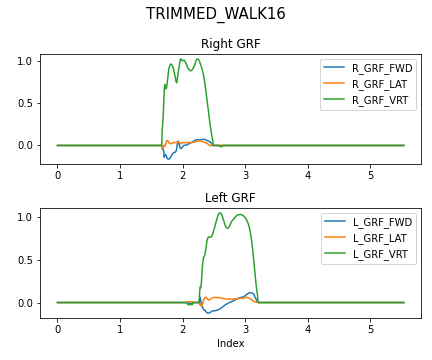 TRIMMED_WALK16
Right GRF
1.0
0.5
0.0
R_GRF_FWD
R_GRF_LAT
R_GRF_VRT
0 1 2 3 4 5
Left GRF
1.0
0.5
0.0
L_GRF_FWD
L_GRF_LAT
L_GRF_VRT
0 1 2 3 4 5
Index